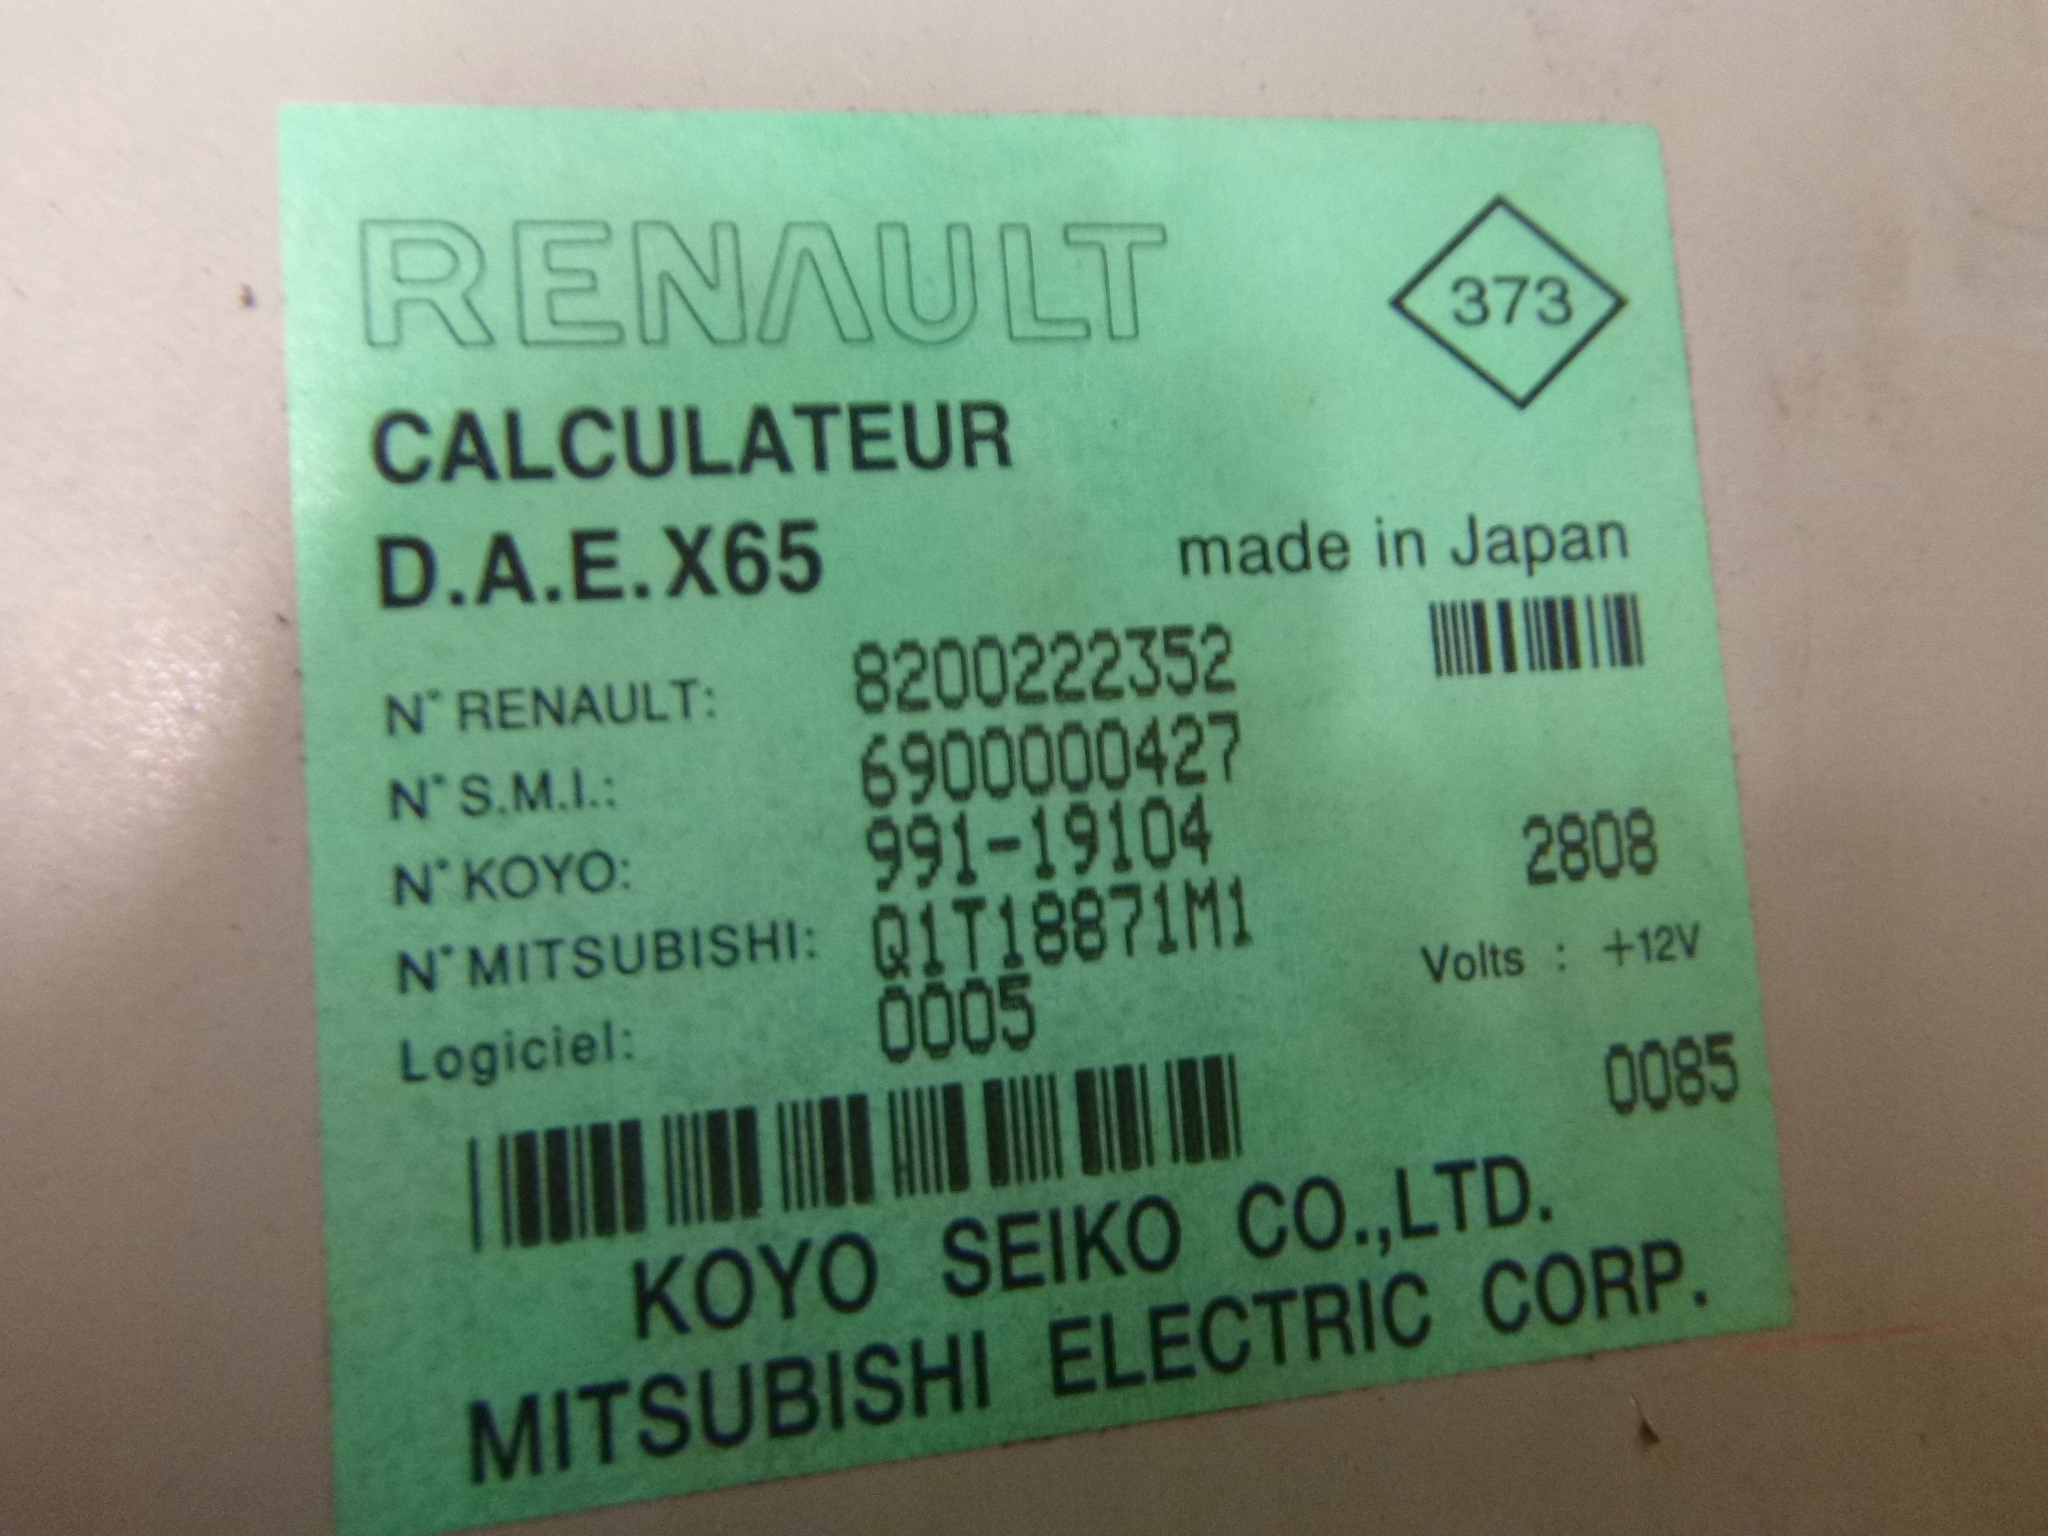 RENAULT
373
CALCULATEUR
D.A.E. X65
made in Japan
N° RENAULT: 8200222352
N° S.M.I.: 6900000427
N° KOYO: 991-19104
2808
N° MITSUBISHI: Q1T18871M1
Volts : +12V
Logiciel: 0005
0085
KOYO SEIKO CO.,LTD.
MITSUBISHI ELECTRIC CORP.